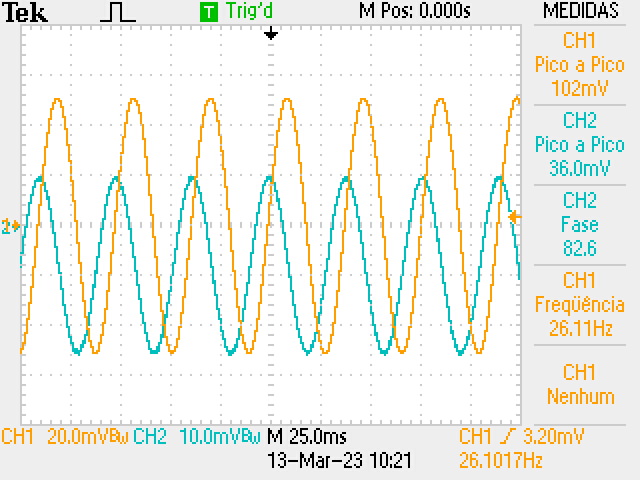 Tek T Trig'd M Pos: 0.000s MEDIDAS
CH1
Pico a Pico
102mV
CH2
Pico a Pico
36.0mV
CH2
Fase
82.6
CH1
Freqüência
26.11Hz
CH1
Nenhum
2
CH1 20.0mVBw CH2 10.0mVBw M 25.0ms CH1 3.20mV
13-Mar-23 10:21 26.1017Hz